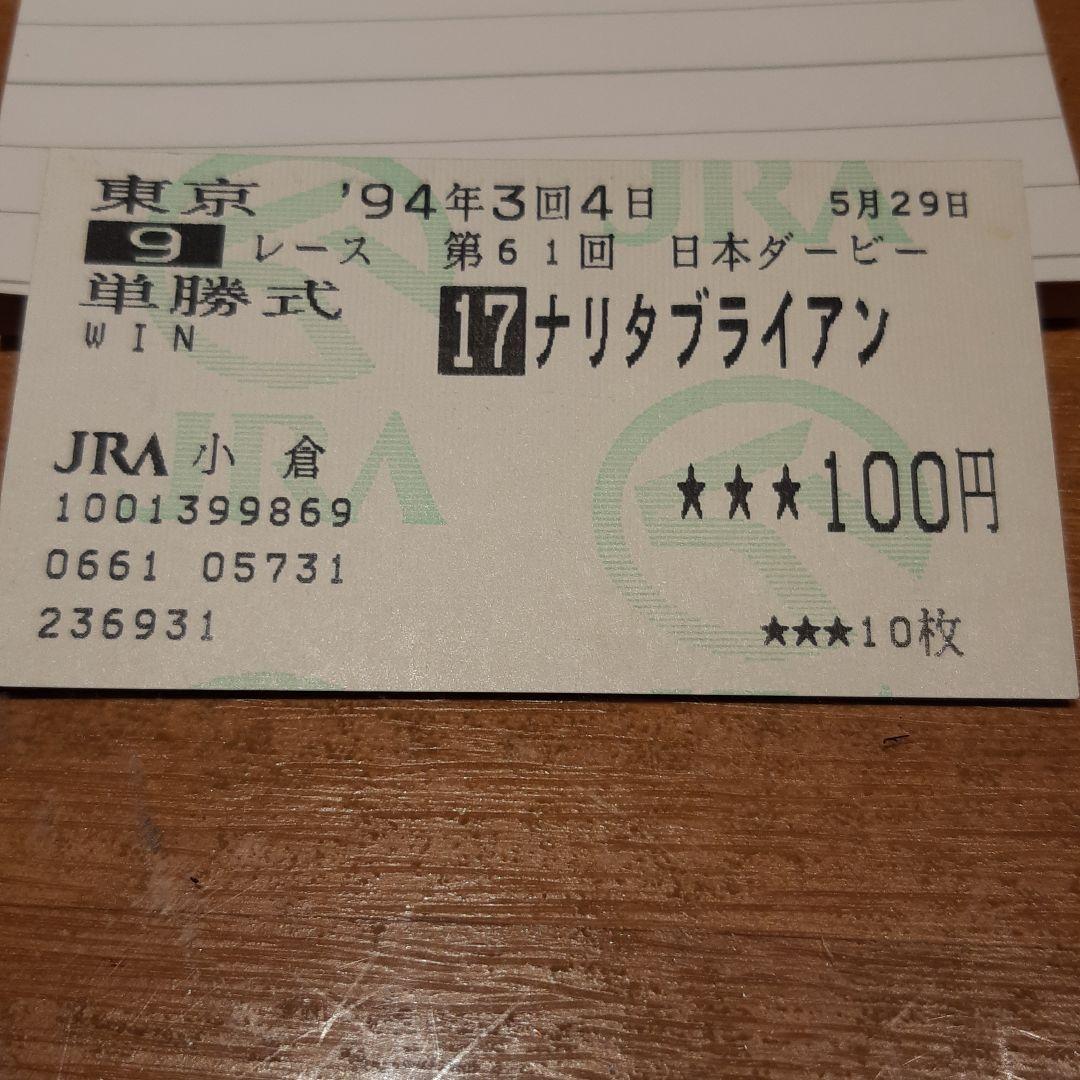 東京 '94年3回4日 5月29日
9 レース 第61回 日本ダービー
単勝式
WIN
17 ナリタブライアン
JRA 小倉
1001399869
★★★100円
0661 05731
236931
★★★10枚